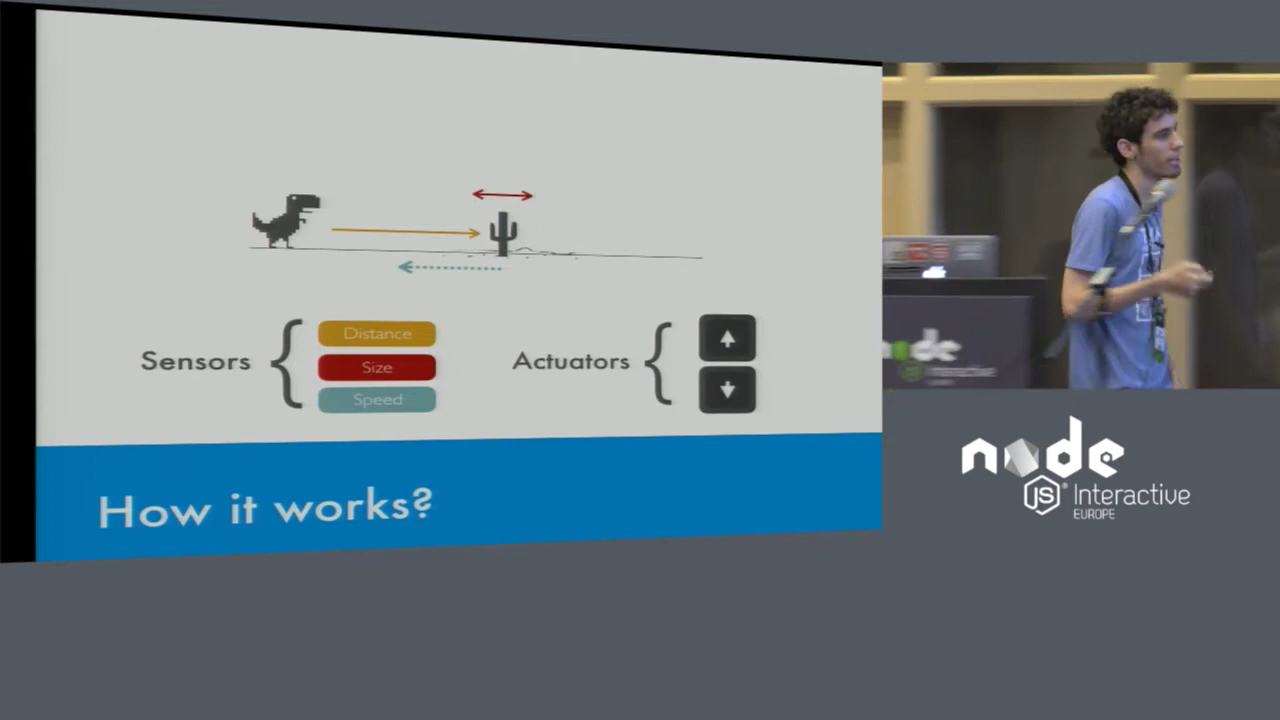 Sensors
Distance
Size
Speed
Actuators
How it works?
node
JS Interactive
EUROPE